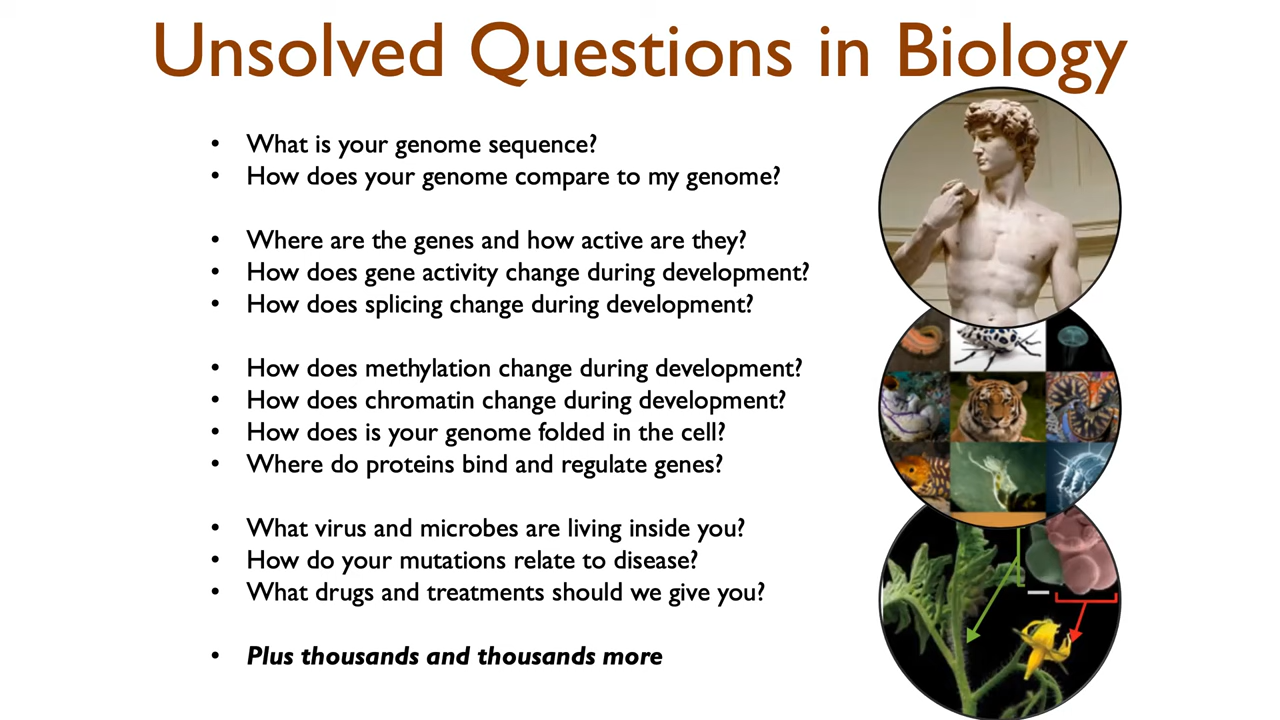 Unsolved Questions in Biology
• What is your genome sequence?
• How does your genome compare to my genome?
• Where are the genes and how active are they?
• How does gene activity change during development?
• How does splicing change during development?
• How does methylation change during development?
• How does chromatin change during development?
• How does is your genome folded in the cell?
• Where do proteins bind and regulate genes?
• What virus and microbes are living inside you?
• How do your mutations relate to disease?
• What drugs and treatments should we give you?
• Plus thousands and thousands more